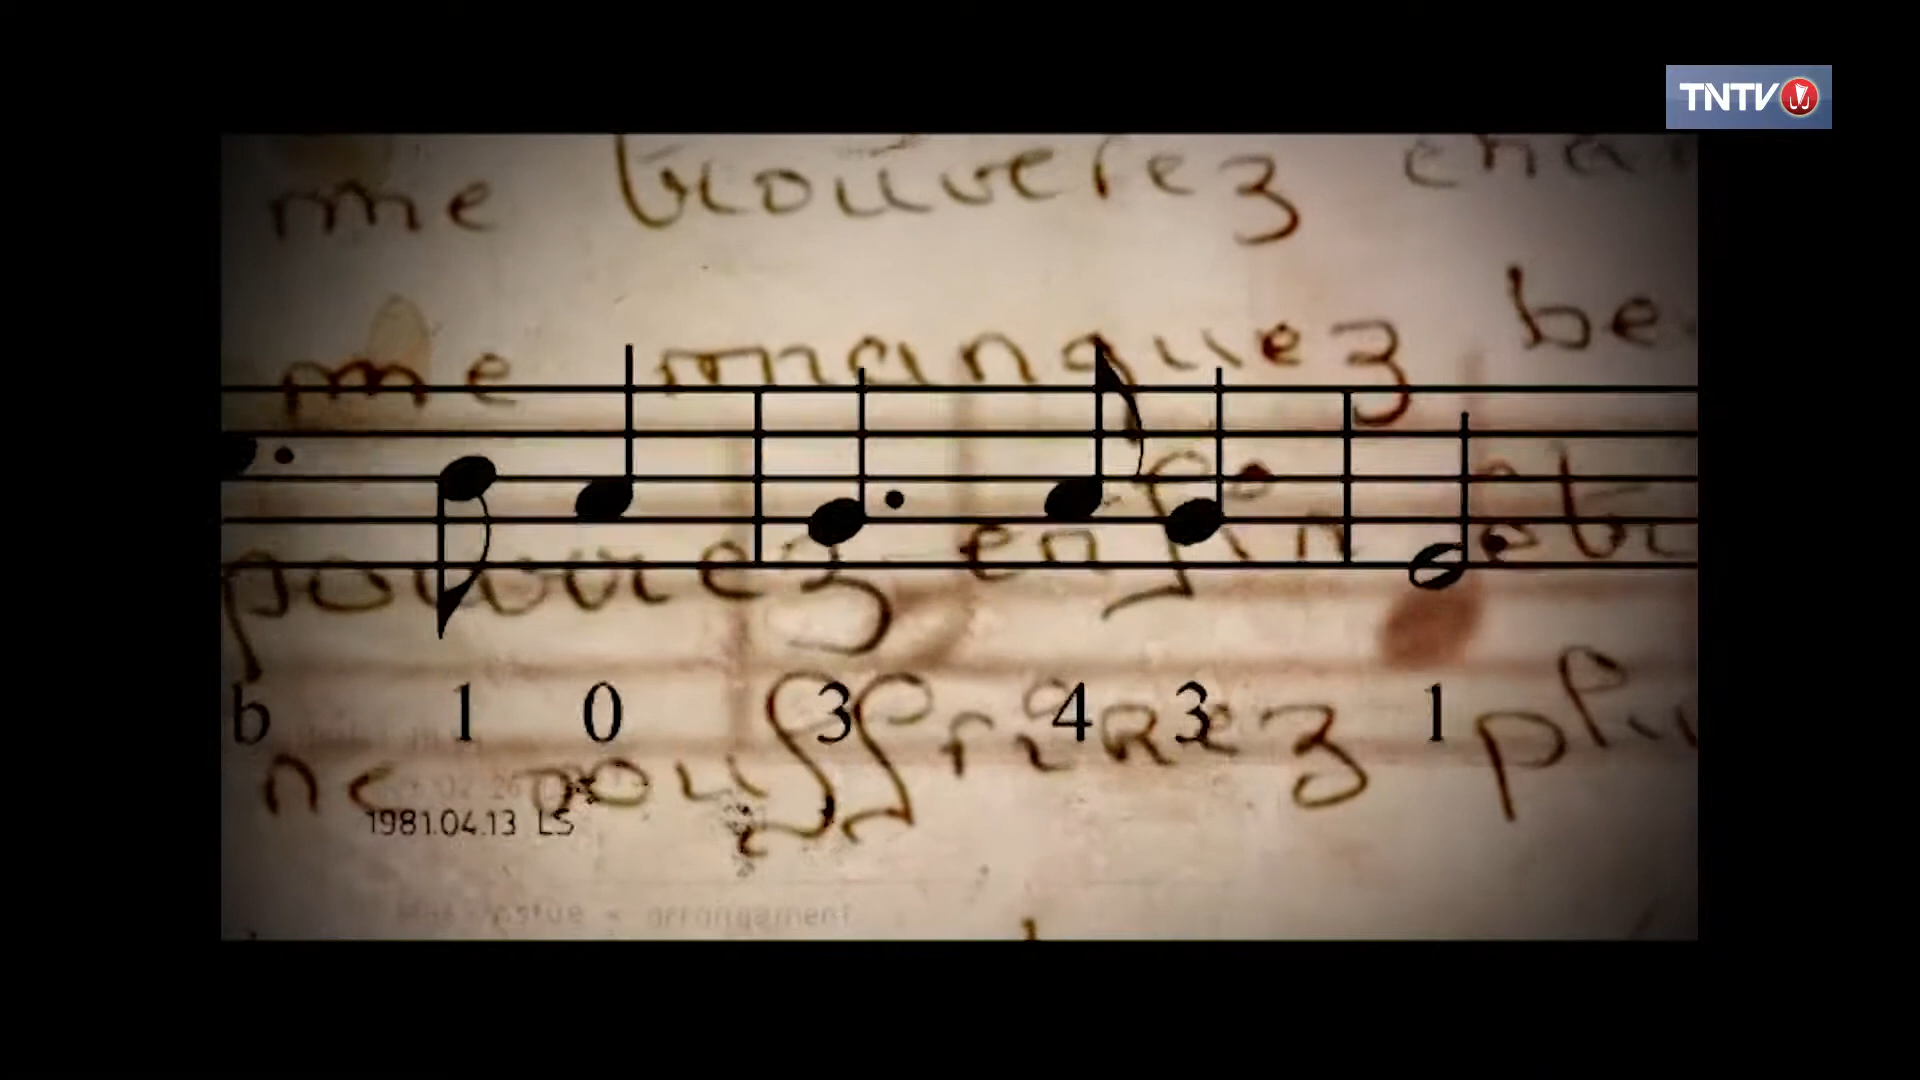 TNTV
me trouverez
me manquez
pourrez enfin
b 1 0 3 4 3 1
ne souffrirez
1981.04.13 LS
arrangement